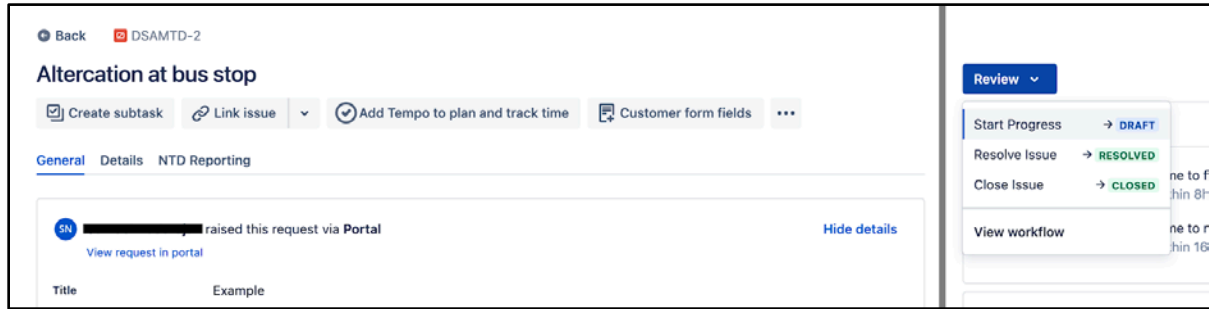 Back DSAMTD-2
Altercation at bus stop
Create subtask Link issue Add Tempo to plan and track time Customer form fields
General Details NTD Reporting
SN raised this request via Portal Hide details
View request in portal
Title Example
Review
Start Progress → DRAFT
Resolve Issue → RESOLVED
Close Issue → CLOSED
View workflow